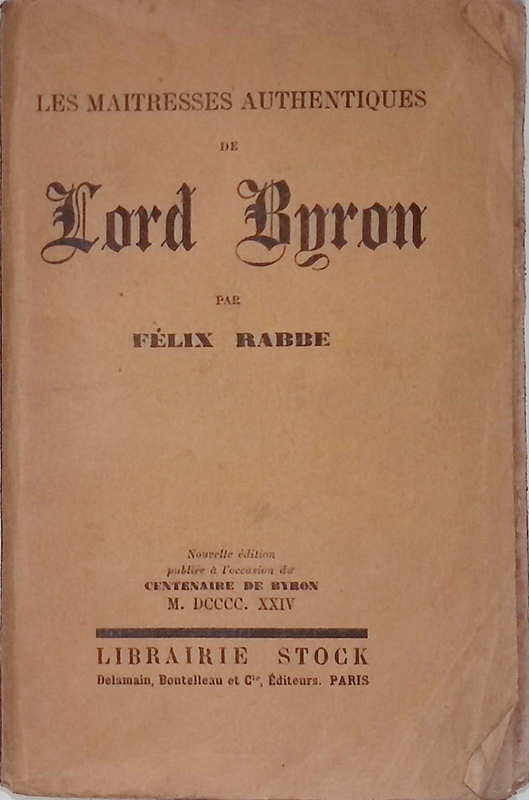 LES MAITRESSES AUTHENTIQUES
DE
Lord Byron
PAR
FÉLIX RABBE
Nouvelle édition
publiée à l'occasion du
CENTENAIRE DE BYRON
M. DCCCC. XXIV
LIBRAIRIE STOCK
Delamain, Boutelleau et Cie, Éditeurs. PARIS